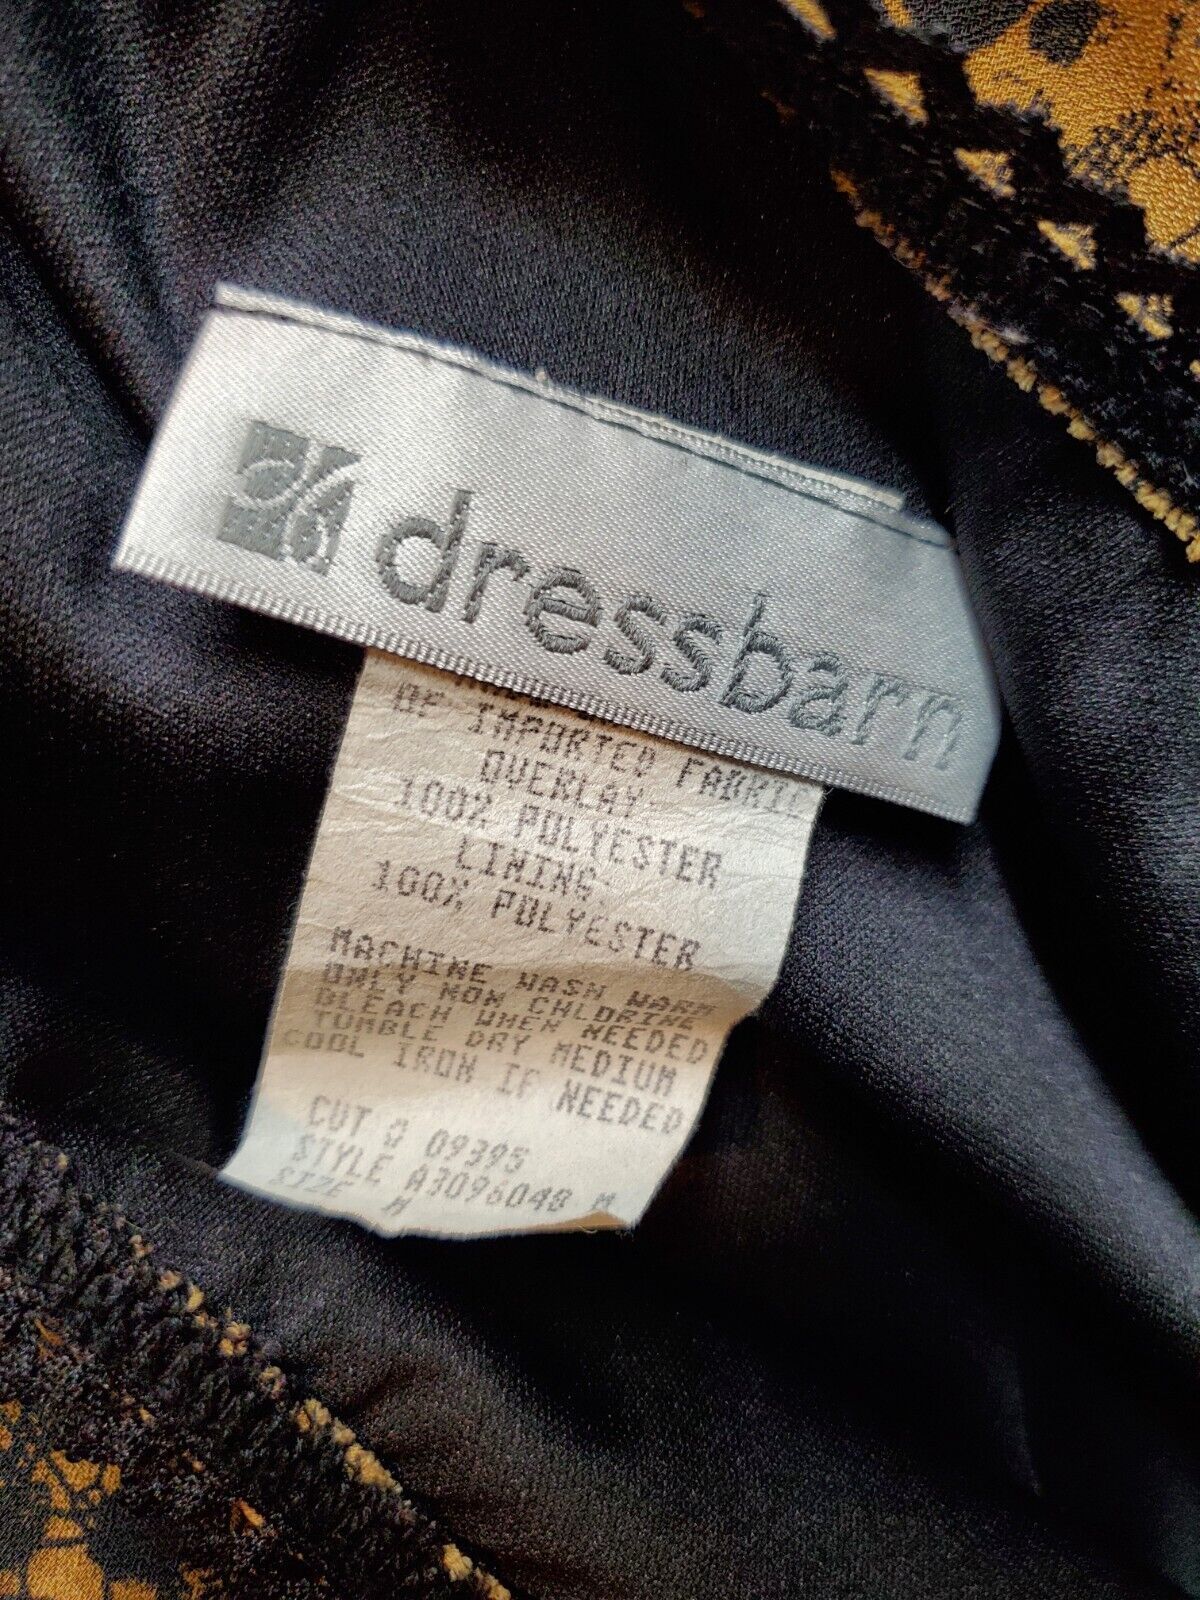 dressbarn
OF IMPORTED FABRIC
OVERLAY:
100% POLYESTER
LINING:
100% POLYESTER
MACHINE WASH WARM
ONLY NON CHLORINE
BLEACH WHEN NEEDED
TUMBLE DRY MEDIUM
COOL IRON IF NEEDED
CUT # 09395
STYLE A3096048 M
SIZE M